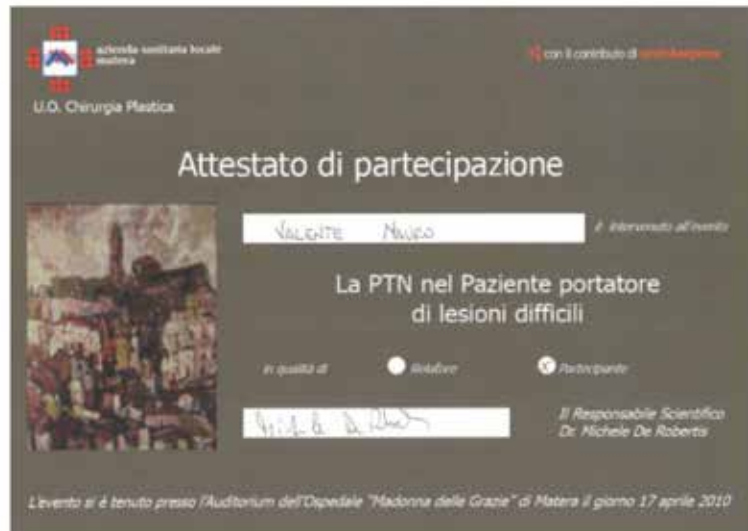 azienda sanitaria locale
matera
con il contributo di
U.O. Chirurgia Plastica
Attestato di partecipazione
VALENTE
è intervenuto all'evento
La PTN nel Paziente portatore
di lesioni difficili
in qualità di Relatore X Partecipante
Il Responsabile Scientifico
Dr. Michele De Robertis
L'evento si è tenuto presso l'Auditorium dell'Ospedale "Madonna delle Grazie" di Matera il giorno 17 aprile 2010